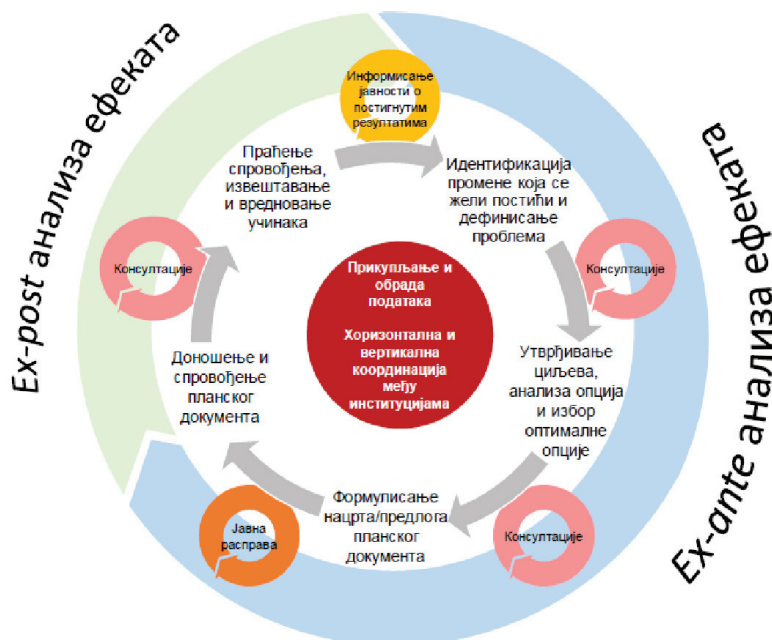 Ex-post анализа ефеката
Информисање
јавности о
постигнутим
резултатима
Ex-ante анализа ефеката
Идентификација
промене која се
жели постићи и
дефинисање
проблема
Консултације
Утврђивање
циљева,
анализа опција
и избор
оптималне
опције
Консултације
Формулисање
нацрта/предлога
планског
документа
Јавна
расправа
Доношење и
спровођење
планског
документа
Консултације
Праћење
спровођења,
извештавање
и вредновање
учинака
Прикупљање и
обрада
података
Хоризонтална и
вертикална
координација
међу
институцијама